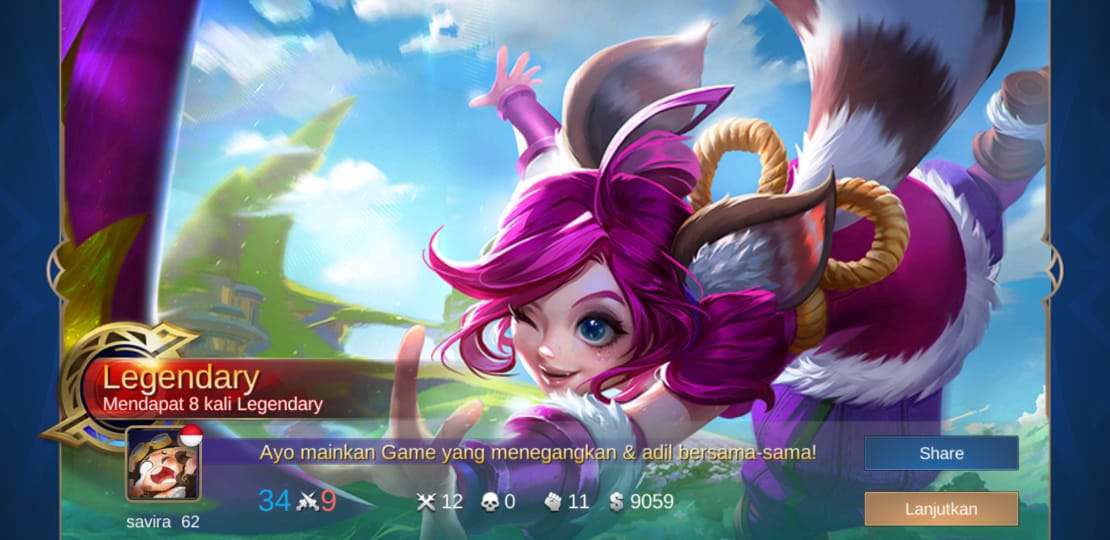 Legendary
Mendapat 8 kali Legendary
Ayo mainkan Game yang menegangkan & adil bersama-sama!
Share
34 9 12 0 11 9059
Lanjutkan
savira 62